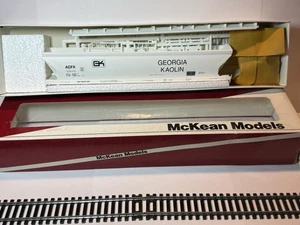 GK
GEORGIA
KAOLIN
ACFX
McKean Models
McKean Models